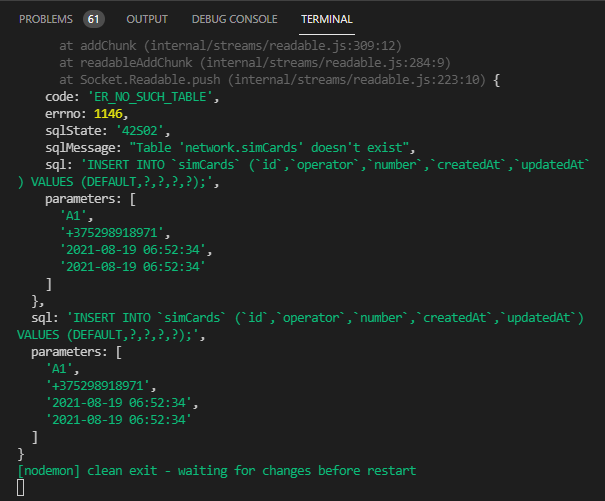 PROBLEMS 61 OUTPUT DEBUG CONSOLE TERMINAL
at addChunk (internal/streams/readable.js:309:12)
at readableAddChunk (internal/streams/readable.js:284:9)
at Socket.Readable.push (internal/streams/readable.js:223:10) {
code: 'ER_NO_SUCH_TABLE',
errno: 1146,
sqlState: '42S02',
sqlMessage: "Table 'network.simCards' doesn't exist",
sql: 'INSERT INTO `simCards` (`id`,`operator`,`number`,`createdAt`,`updatedAt`
) VALUES (DEFAULT,?,?,?,?);',
parameters: [
'A1',
'+375298918971',
'2021-08-19 06:52:34',
'2021-08-19 06:52:34'
]
},
sql: 'INSERT INTO `simCards` (`id`,`operator`,`number`,`createdAt`,`updatedAt`)
VALUES (DEFAULT,?,?,?,?);',
parameters: [
'A1',
'+375298918971',
'2021-08-19 06:52:34',
'2021-08-19 06:52:34'
]
}
[nodemon] clean exit - waiting for changes before restart